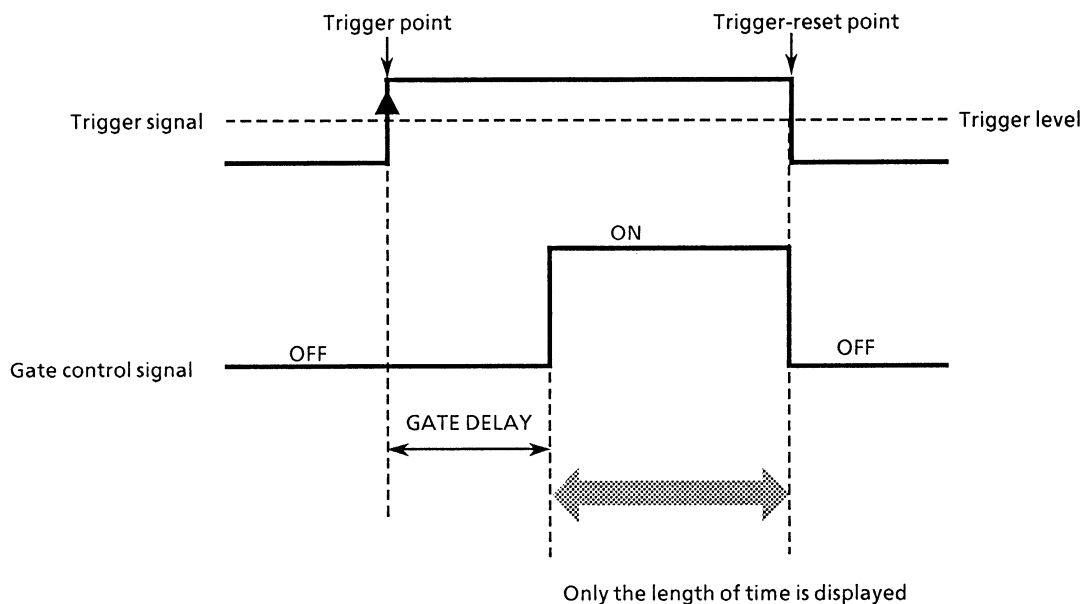 Trigger point
Trigger-reset point
Trigger signal
Trigger level
ON
OFF
OFF
Gate control signal
GATE DELAY
Only the length of time is displayed